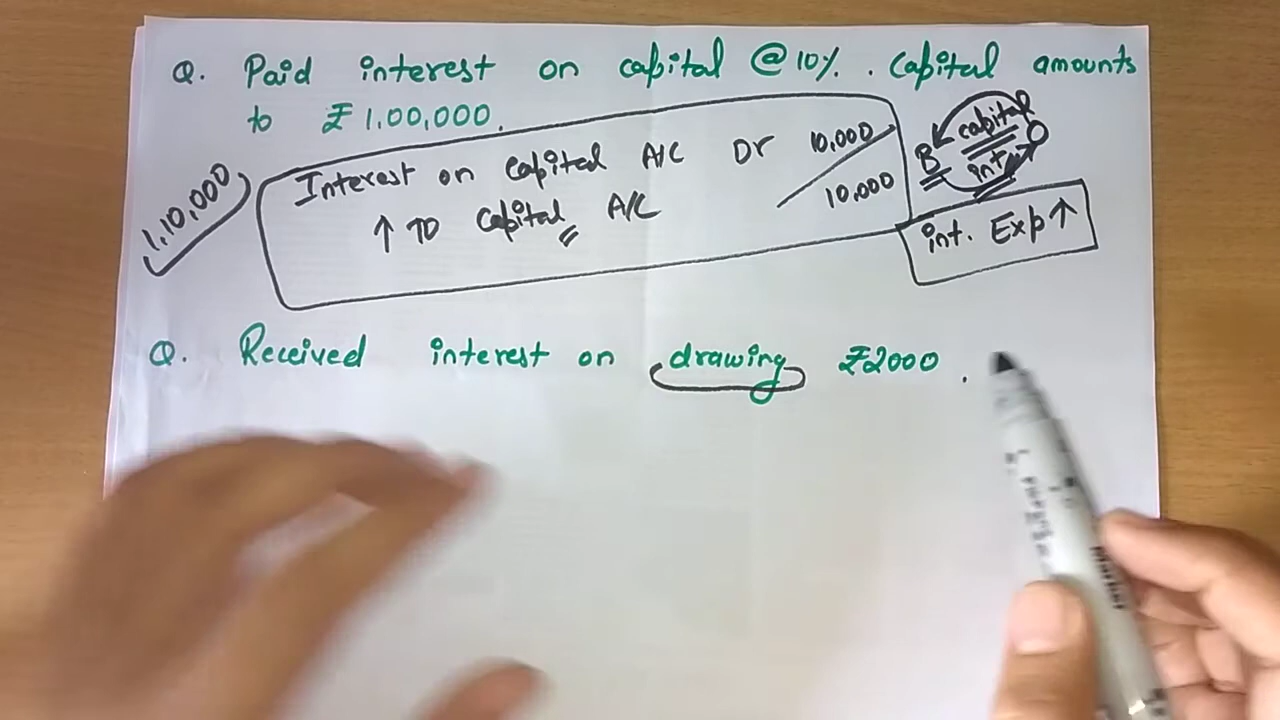 Q. Paid interest on capital @ 10%. Capital amounts
to ₹ 1,00,000.
Interest on capital A/C Dr 10,000
↑ To capital A/C 10,000
1,10,000
capital
B O
int
int. Exp ↑
Q. Received interest on drawing ₹2000.